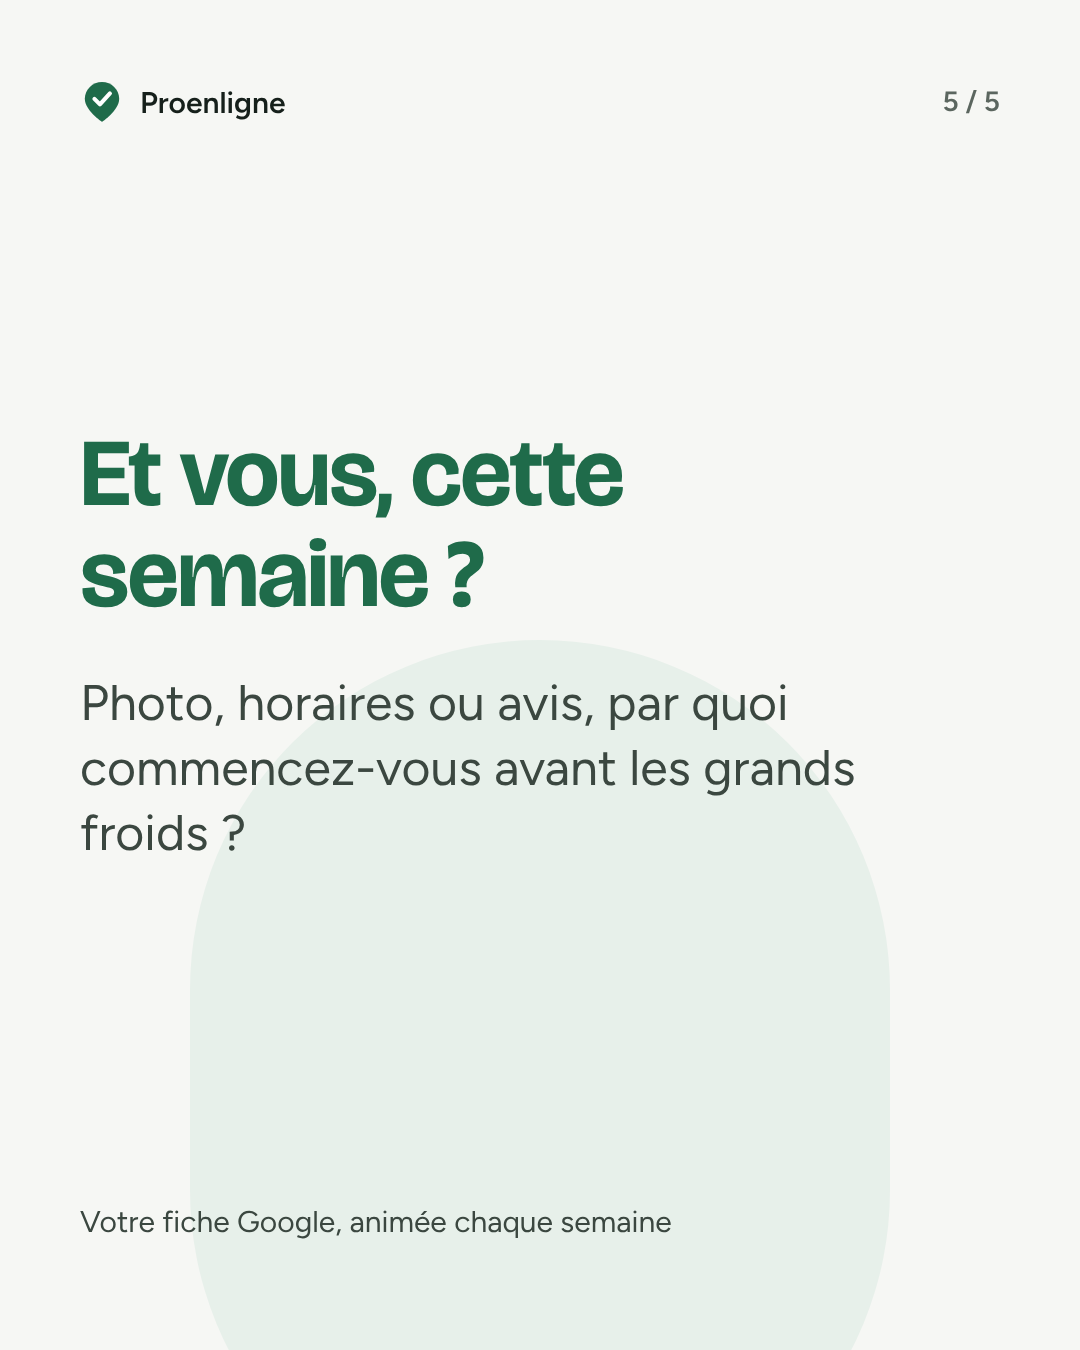 Proenligne
5 / 5
Et vous, cette
semaine ?
Photo, horaires ou avis, par quoi
commencez-vous avant les grands
froids ?
Votre fiche Google, animée chaque semaine